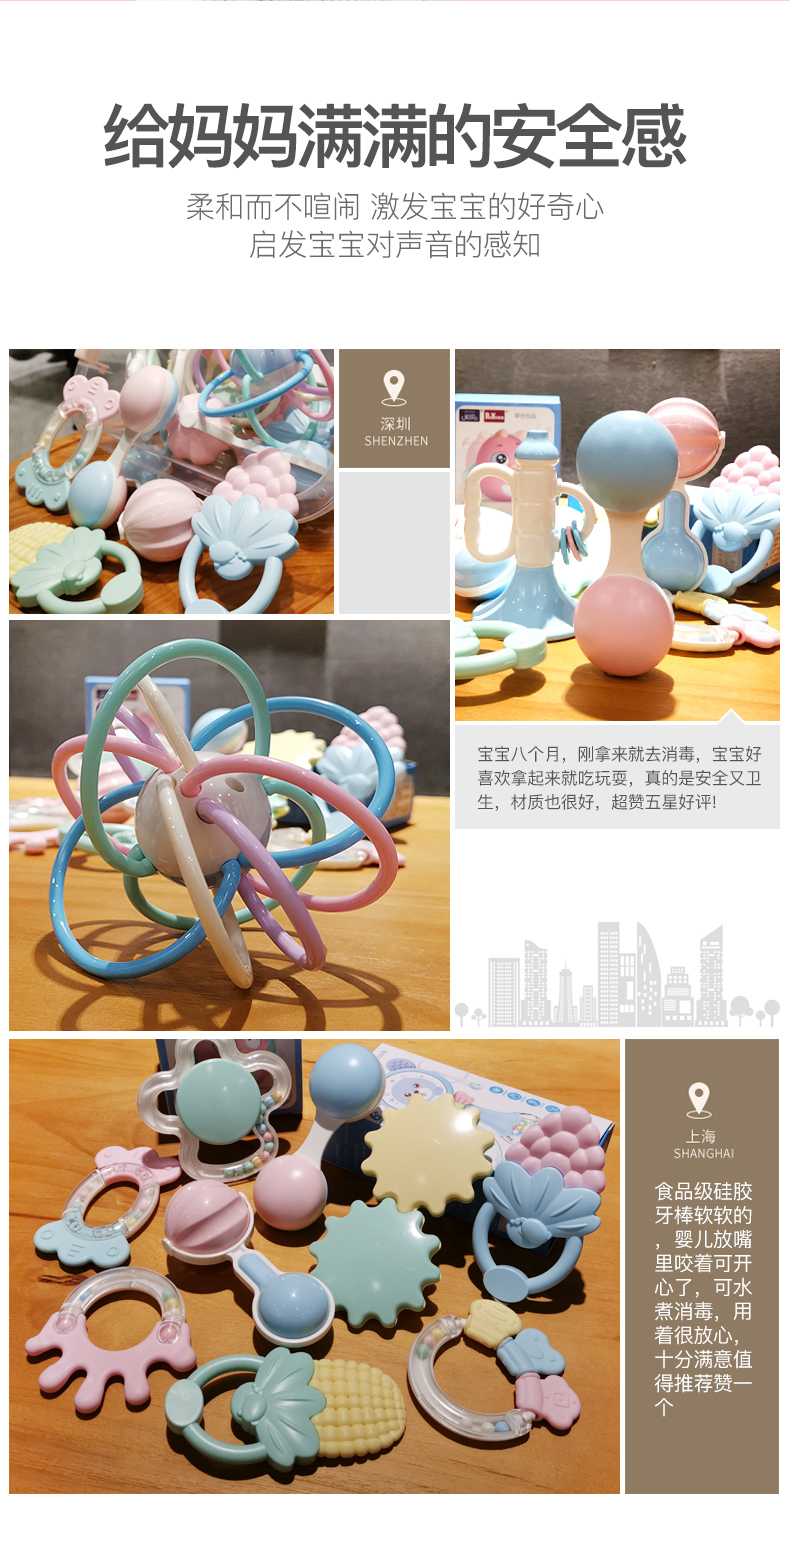 给妈妈满满的安全感
柔和而不喧闹 激发宝宝的好奇心
启发宝宝对声音的感知
深圳
SHENZHEN
宝宝八个月，刚拿来就去消毒，宝宝好
喜欢拿起来就吃玩耍，真的是安全又卫
生，材质也很好，超赞五星好评!
上海
SHANGHAI
食品级硅胶
牙棒软软的
，婴儿放嘴
里咬着可开
心了，可水
煮消毒，用
着很放心，
十分满意值
得推荐赞一
个